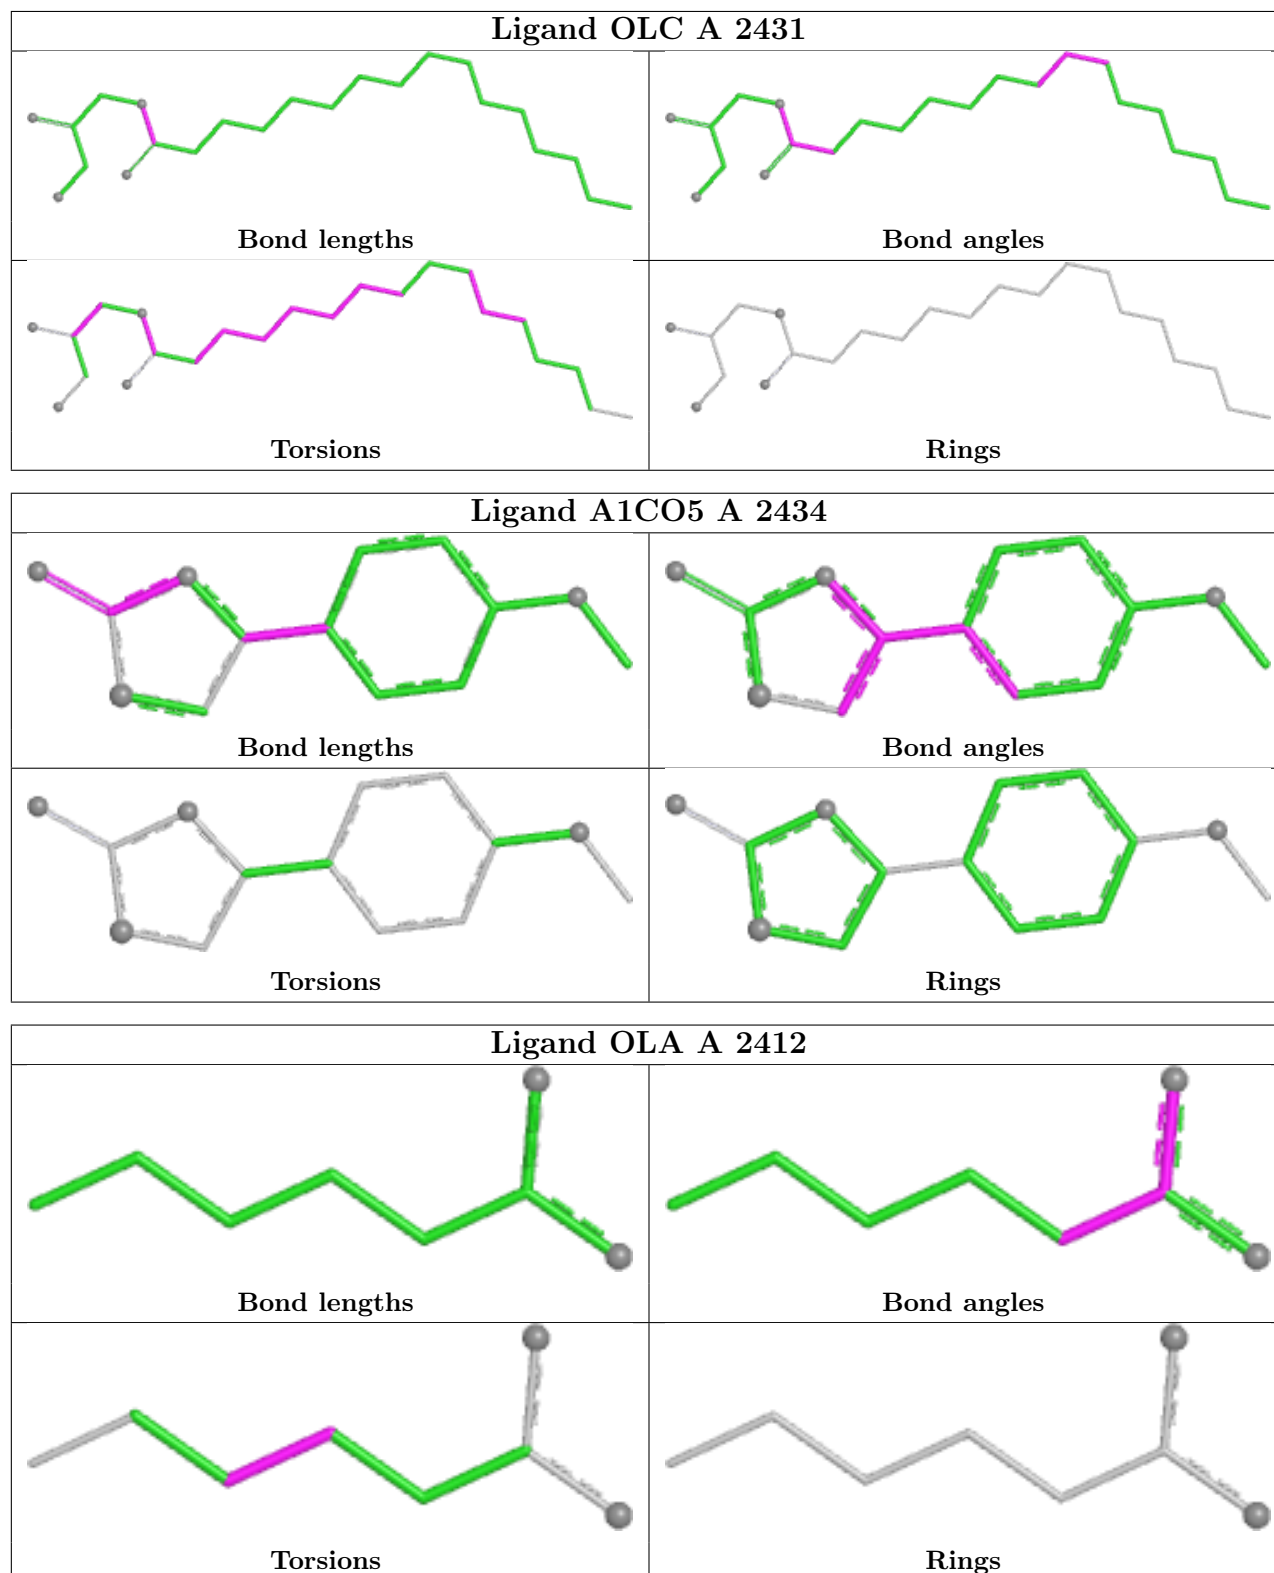 Ligand OLC A 2431
Bond lengths
Bond angles
Torsions
Rings
Ligand A1CO5 A 2434
Bond lengths
Bond angles
Torsions
Rings
Ligand OLA A 2412
Bond lengths
Bond angles
Torsions
Rings